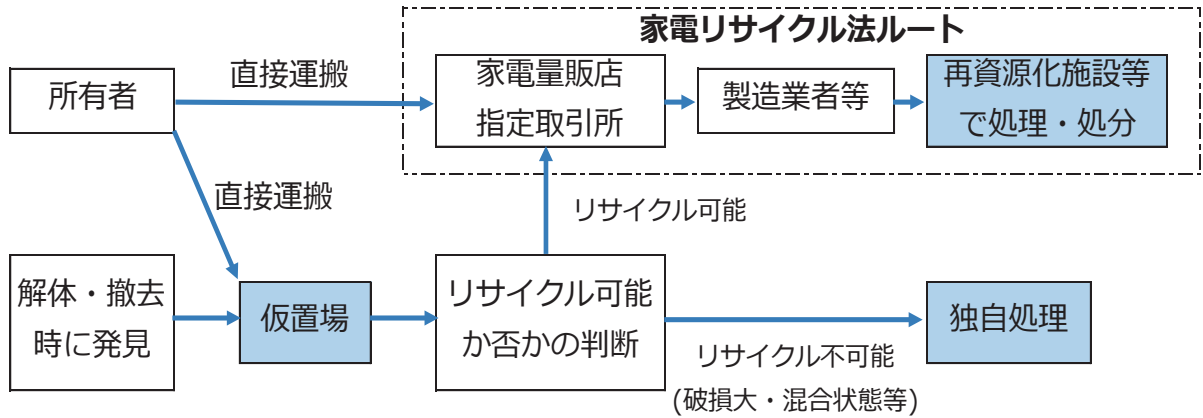 家電リサイクル法ルート
所有者
直接運搬
家電量販店
指定取引所
製造業者等
再資源化施設等
で処理・処分
直接運搬
リサイクル可能
解体・撤去
時に発見
仮置場
リサイクル可能
か否かの判断
独自処理
リサイクル不可能
(破損大・混合状態等)